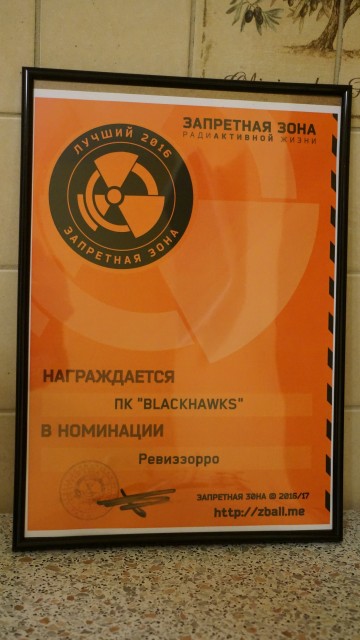 ЗАПРЕТНАЯ ЗОНА
РАДИАКТИВНОЙ ЖИЗНИ
ЛУЧШИЙ 2016
ЗАПРЕТНАЯ ЗОНА
НАГРАЖДАЕТСЯ
ПК "BLACKHAWKS"
В НОМИНАЦИИ
Ревиззорро
ЗАПРЕТНАЯ ЗОНА © 2016/17
http://zball.me